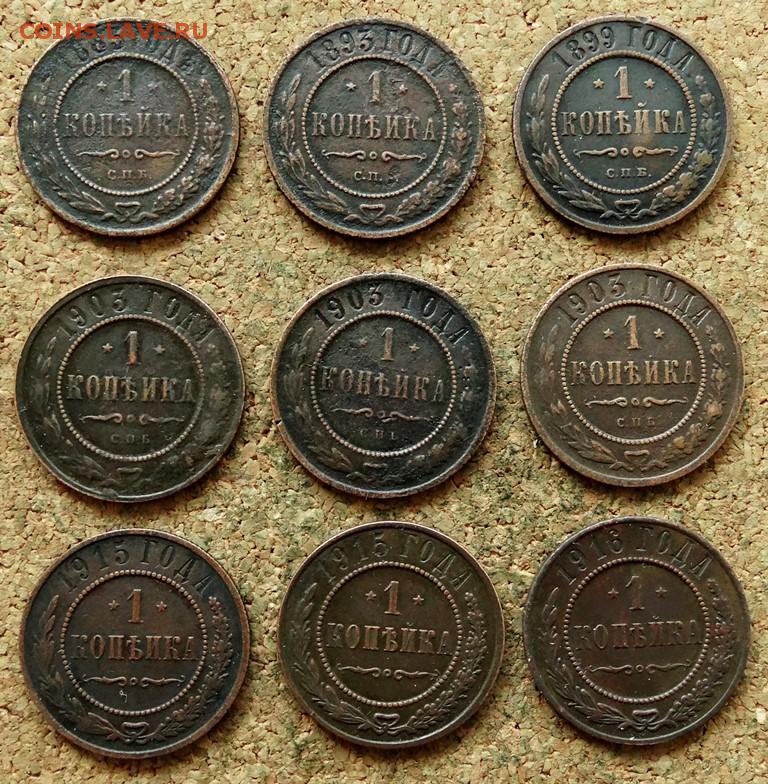 COINS.LAVE.RU
ГОДА
1
КОПѢЙКА
С.П.Б.
1893 ГОДА
1
КОПѢЙКА
С.П.
1899 ГОДА
1
КОПѢЙКА
С.П.Б.
1903 ГОДА
1
КОПѢЙКА
С.П.Б
1903 ГОДА
1
КОПѢЙКА
С.П.
1903 ГОДА
1
КОПѢЙКА
С.П.Б
1915 ГОДА
1
КОПѢЙКА
1915 ГОДА
1
КОПѢЙКА
1916 ГОДА
1
КОПѢЙКА